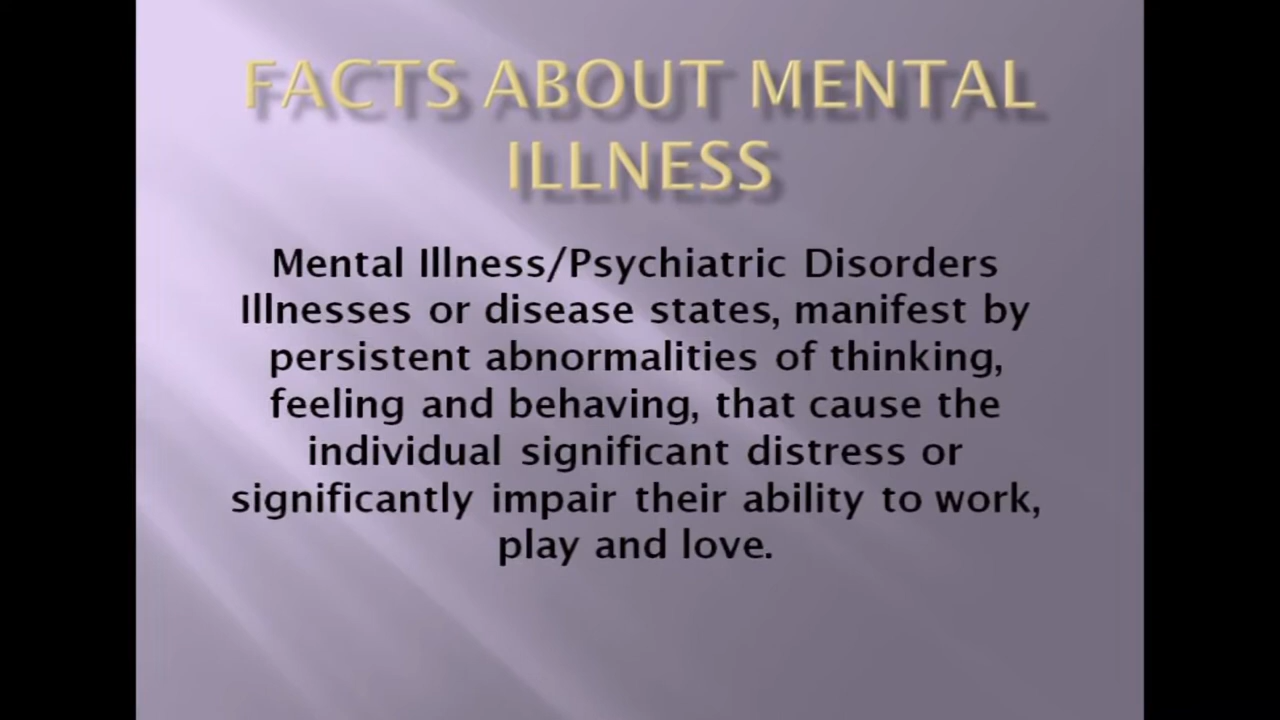 FACTS ABOUT MENTAL
ILLNESS
Mental Illness/Psychiatric Disorders
Illnesses or disease states, manifest by
persistent abnormalities of thinking,
feeling and behaving, that cause the
individual significant distress or
significantly impair their ability to work,
play and love.